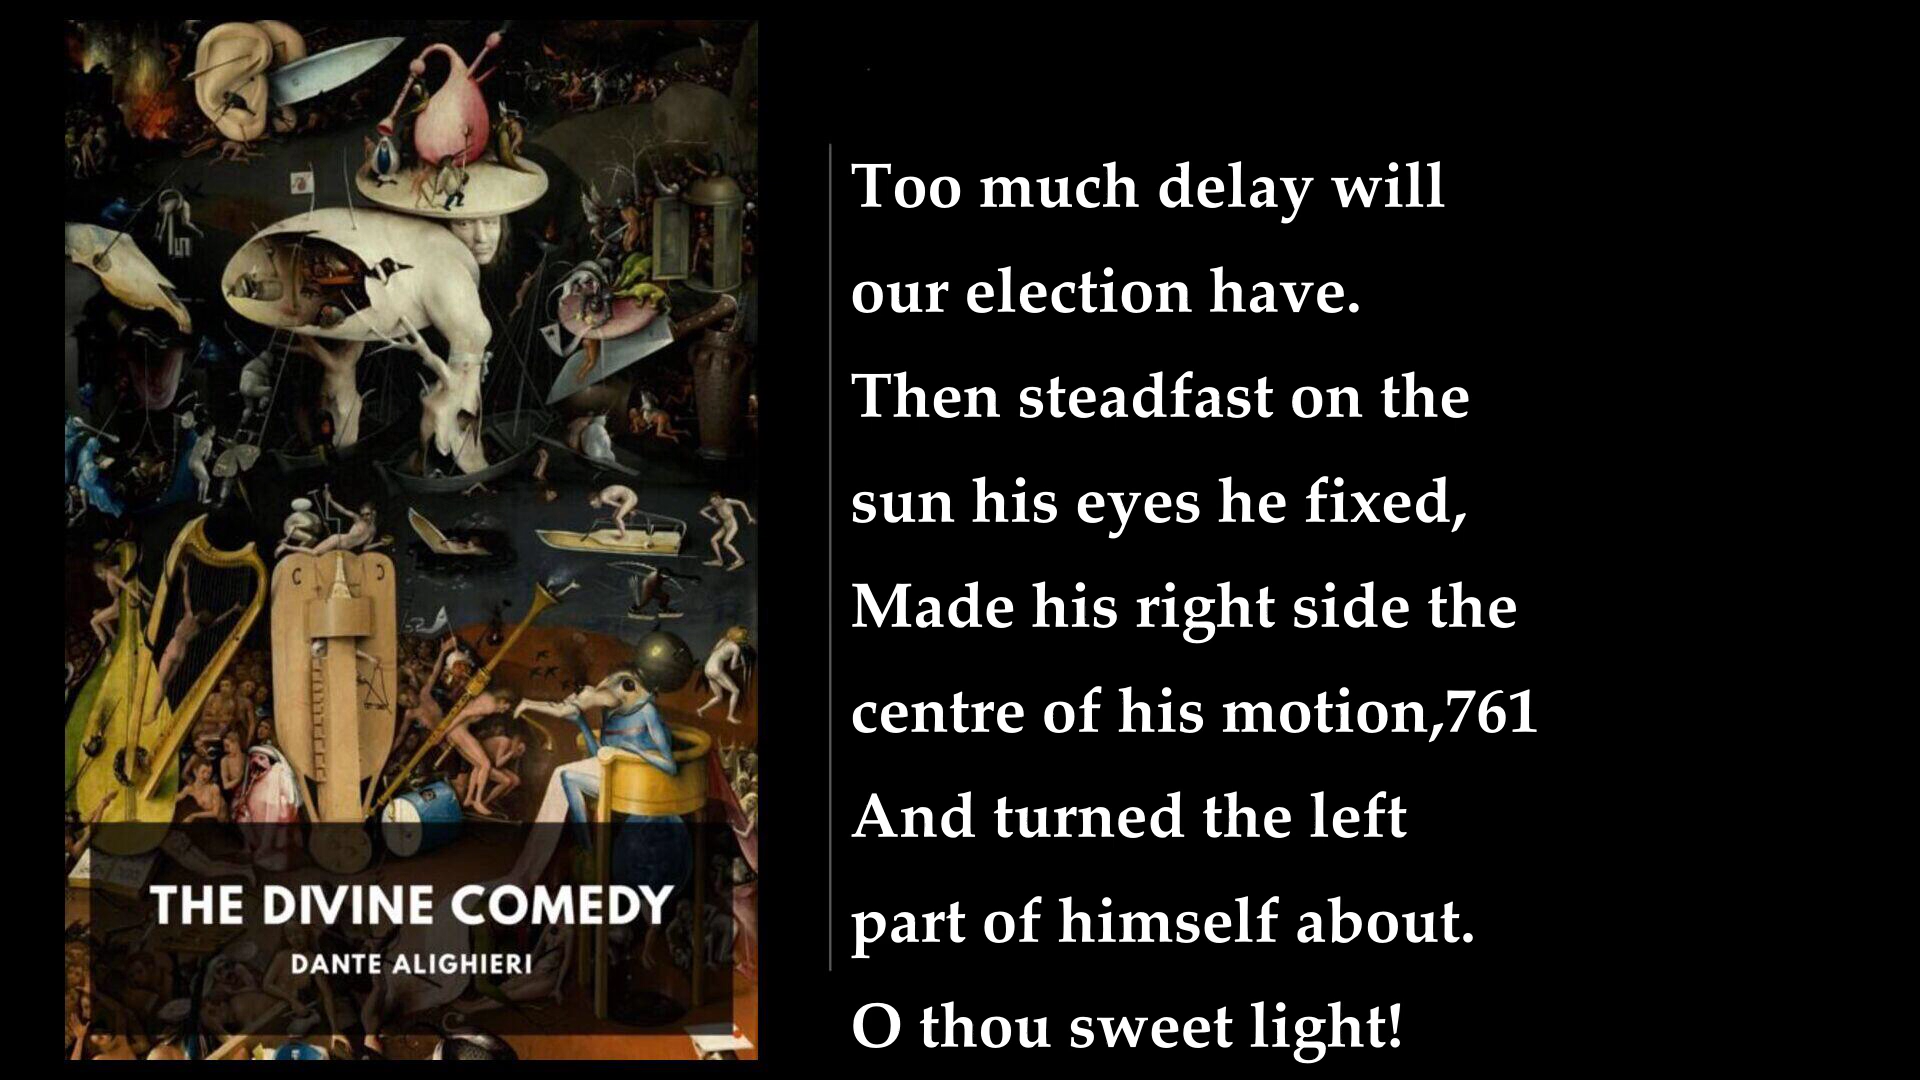 THE DIVINE COMEDY
DANTE ALIGHIERI
Too much delay will
our election have.
Then steadfast on the
sun his eyes he fixed,
Made his right side the
centre of his motion,761
And turned the left
part of himself about.
O thou sweet light!